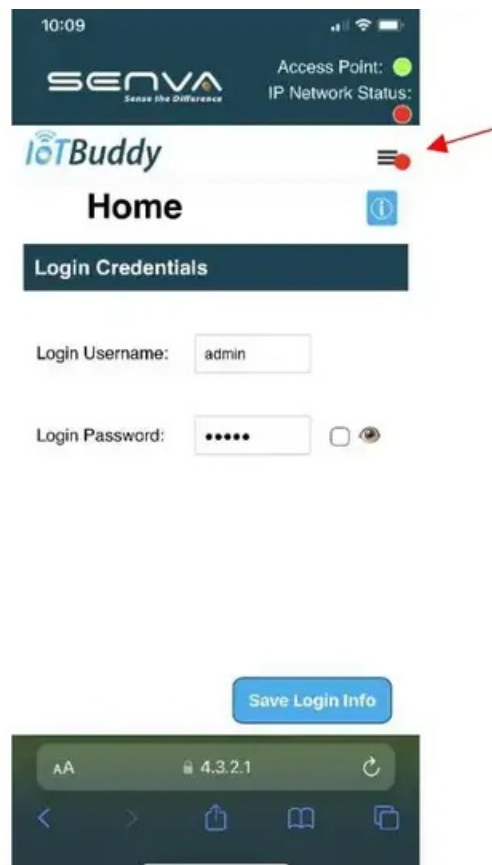 10:09
SENVA
Sense the Difference
Access Point:
IP Network Status:
IoTBuddy
Home
Login Credentials
Login Username:
admin
Login Password:
•••••
Save Login Info
AA
4.3.2.1